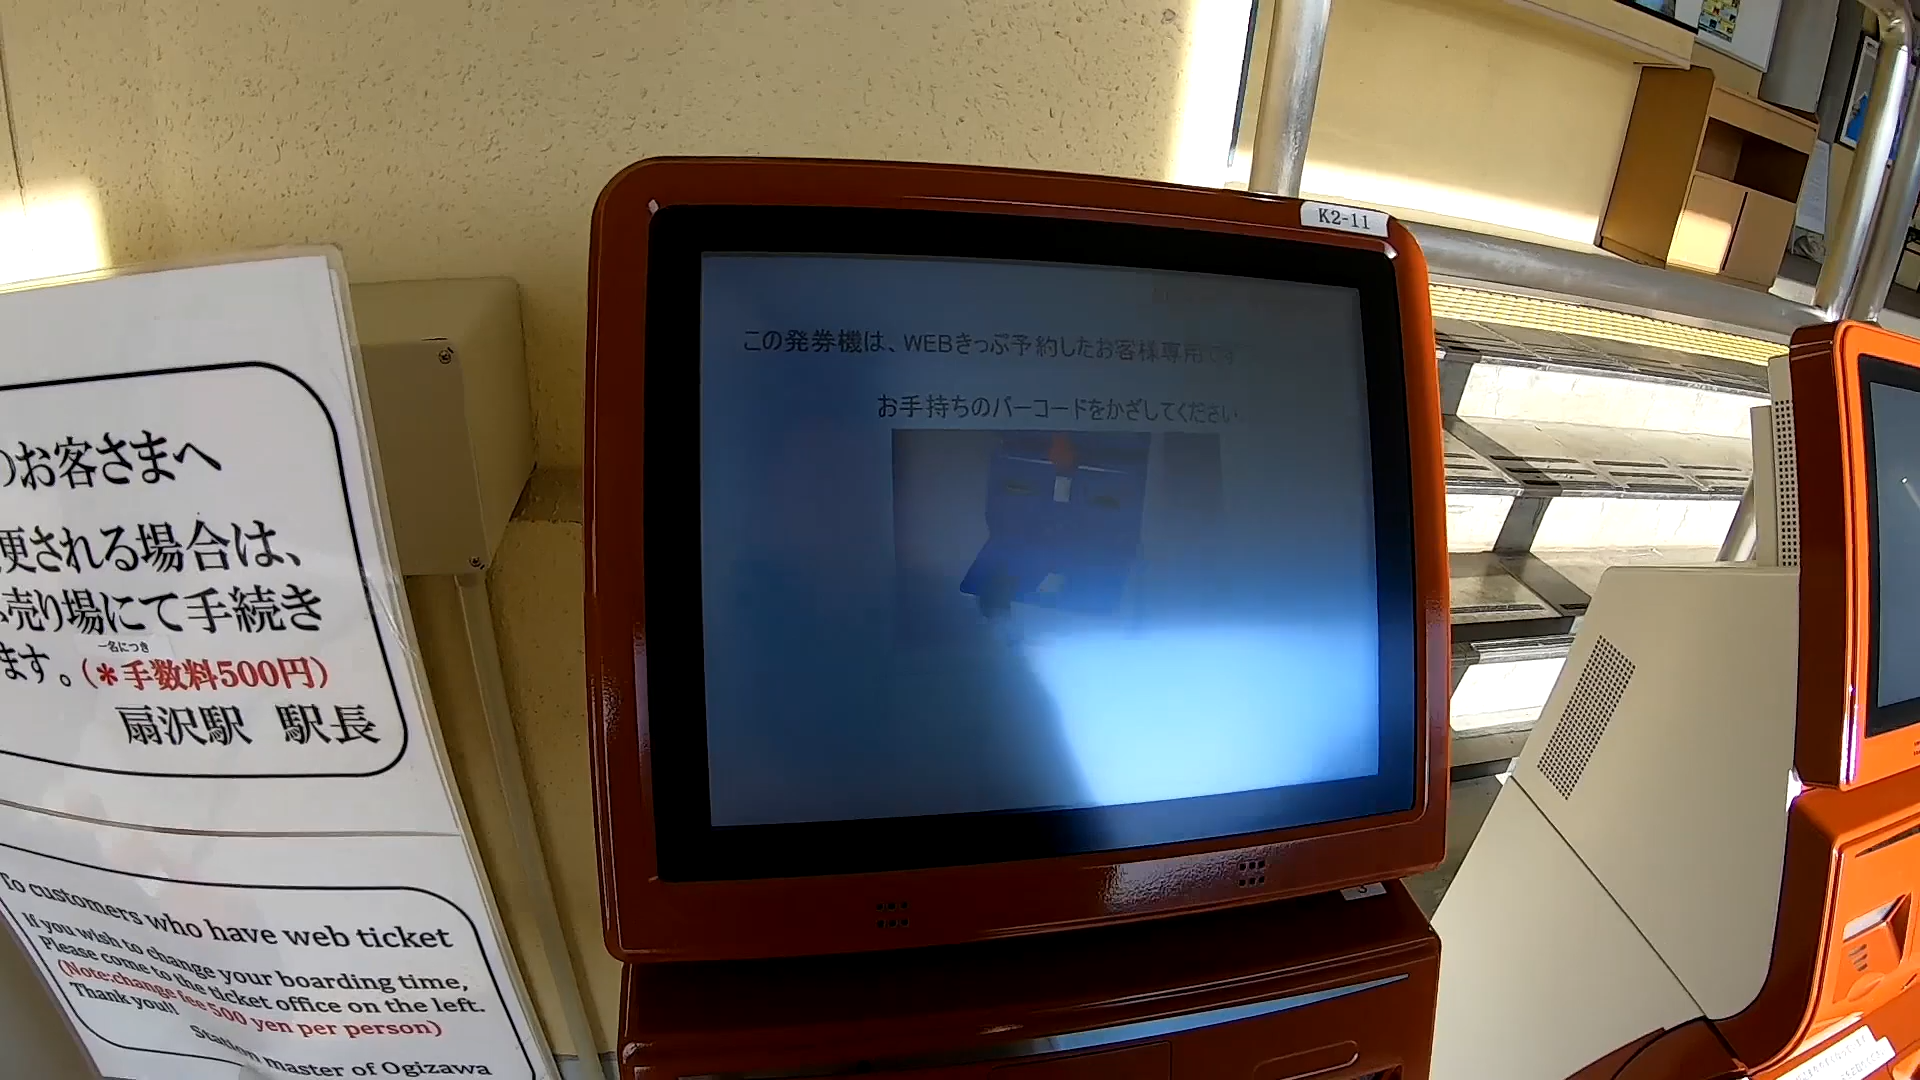 のお客さまへ
更される場合は、
売り場にて手続き
ます。(＊手数料500円)
一名につき
扇沢駅 駅長
To customers who have web ticket
If you wish to change your boarding time,
Please come to the ticket office on the left.
(Note:change fee 500 yen per person)
Thank you!!
Station master of Ogizawa
K2-11
この発券機は、WEBきっぷ予約したお客様専用です
お手持ちのバーコードをかざしてください。
3